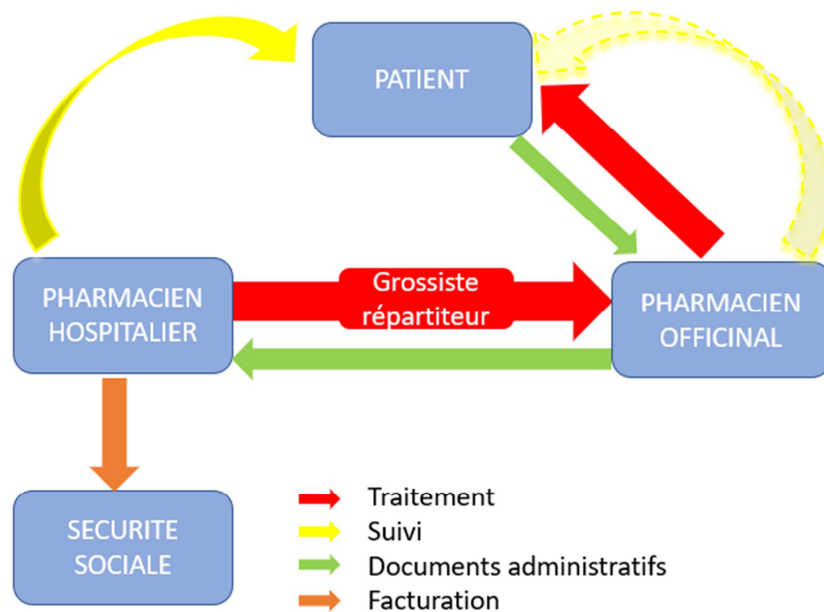 PATIENT
PHARMACIEN
HOSPITALIER
Grossiste
répartiteur
PHARMACIEN
OFFICINAL
SECURITE
SOCIALE
Traitement
Suivi
Documents administratifs
Facturation